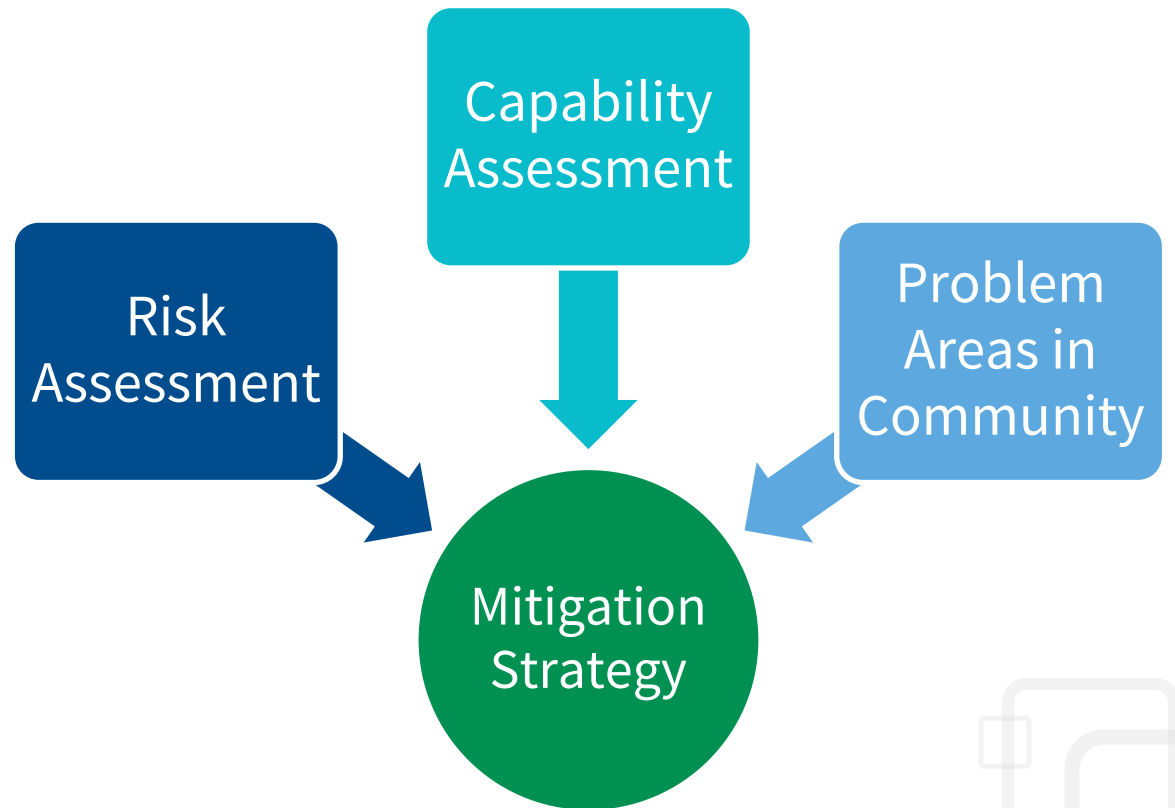 Capability
Assessment
Risk
Assessment
Problem
Areas in
Community
Mitigation
Strategy